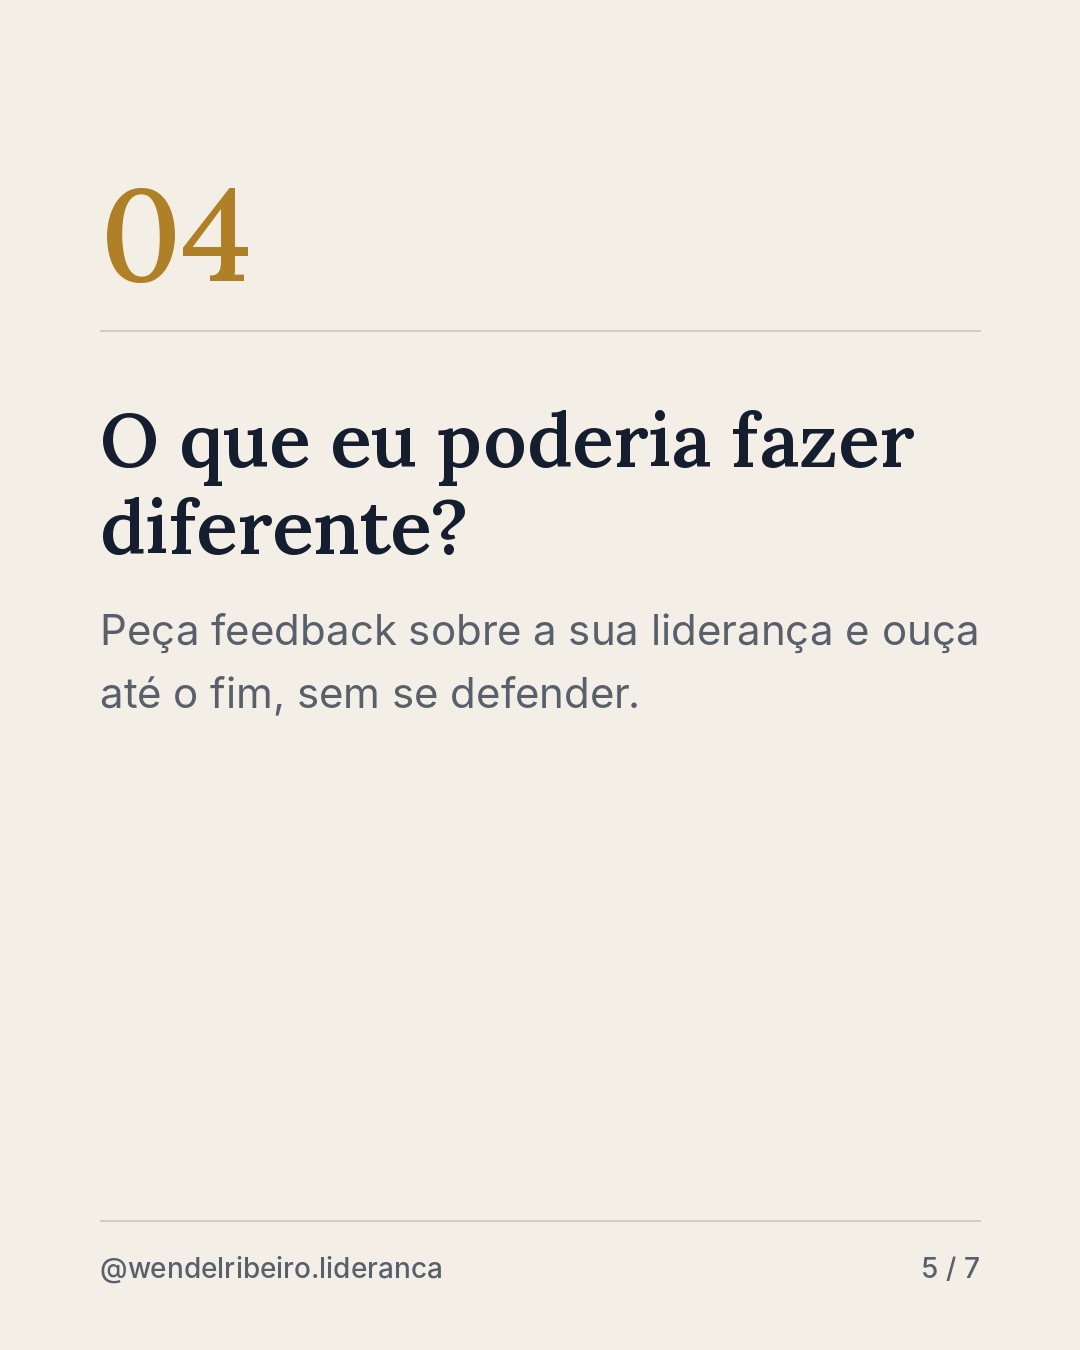 04
O que eu poderia fazer
diferente?
Peça feedback sobre a sua liderança e ouça
até o fim, sem se defender.
@wendelribeiro.lideranca
5 / 7